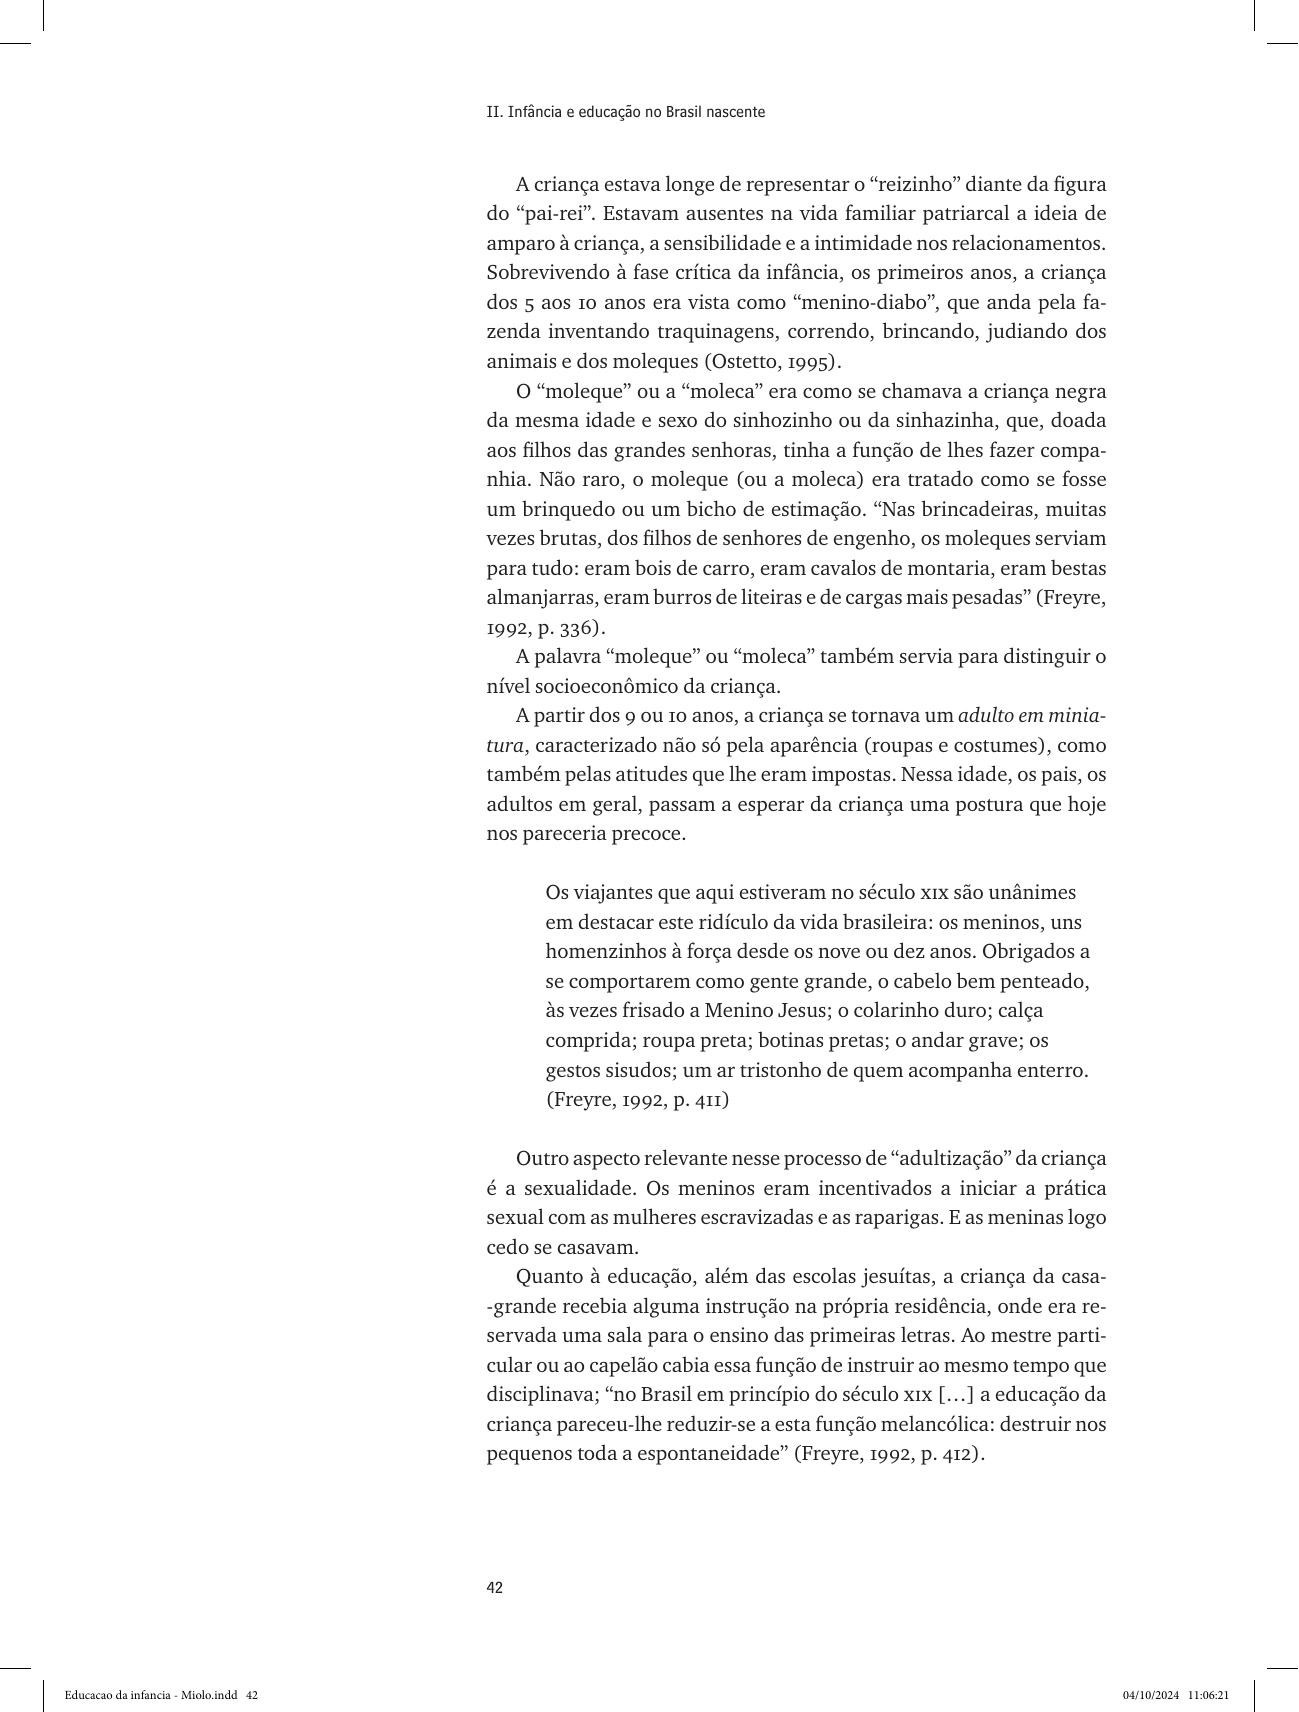 II. Infância e educação no Brasil nascente
A criança estava longe de representar o “reizinho” diante da figura
do “pai-rei”. Estavam ausentes na vida familiar patriarcal a ideia de
amparo à criança, a sensibilidade e a intimidade nos relacionamentos.
Sobrevivendo à fase crítica da infância, os primeiros anos, a criança
dos 5 aos 10 anos era vista como “menino-diabo”, que anda pela fa-
zenda inventando traquinagens, correndo, brincando, judiando dos
animais e dos moleques (Ostetto, 1995).
O “moleque” ou a “moleca” era como se chamava a criança negra
da mesma idade e sexo do sinhozinho ou da sinhazinha, que, doada
aos filhos das grandes senhoras, tinha a função de lhes fazer compa-
nhia. Não raro, o moleque (ou a moleca) era tratado como se fosse
um brinquedo ou um bicho de estimação. “Nas brincadeiras, muitas
vezes brutas, dos filhos de senhores de engenho, os moleques serviam
para tudo: eram bois de carro, eram cavalos de montaria, eram bestas
almanjarras, eram burros de liteiras e de cargas mais pesadas” (Freyre,
1992, p. 336).
A palavra “moleque” ou “moleca” também servia para distinguir o
nível socioeconômico da criança.
A partir dos 9 ou 10 anos, a criança se tornava um adulto em minia-
tura, caracterizado não só pela aparência (roupas e costumes), como
também pelas atitudes que lhe eram impostas. Nessa idade, os pais, os
adultos em geral, passam a esperar da criança uma postura que hoje
nos pareceria precoce.
Os viajantes que aqui estiveram no século XIX são unânimes
em destacar este ridículo da vida brasileira: os meninos, uns
homenzinhos à força desde os nove ou dez anos. Obrigados a
se comportarem como gente grande, o cabelo bem penteado,
às vezes frisado a Menino Jesus; o colarinho duro; calça
comprida; roupa preta; botinas pretas; o andar grave; os
gestos sisudos; um ar tristonho de quem acompanha enterro.
(Freyre, 1992, p. 411)
Outro aspecto relevante nesse processo de “adultização” da criança
é a sexualidade. Os meninos eram incentivados a iniciar a prática
sexual com as mulheres escravizadas e as raparigas. E as meninas logo
cedo se casavam.
Quanto à educação, além das escolas jesuítas, a criança da casa-
-grande recebia alguma instrução na própria residência, onde era re-
servada uma sala para o ensino das primeiras letras. Ao mestre parti-
cular ou ao capelão cabia essa função de instruir ao mesmo tempo que
disciplinava; “no Brasil em princípio do século XIX […] a educação da
criança pareceu-lhe reduzir-se a esta função melancólica: destruir nos
pequenos toda a espontaneidade” (Freyre, 1992, p. 412).
42
Educacao da infancia - Miolo.indd 42
04/10/2024 11:06:21